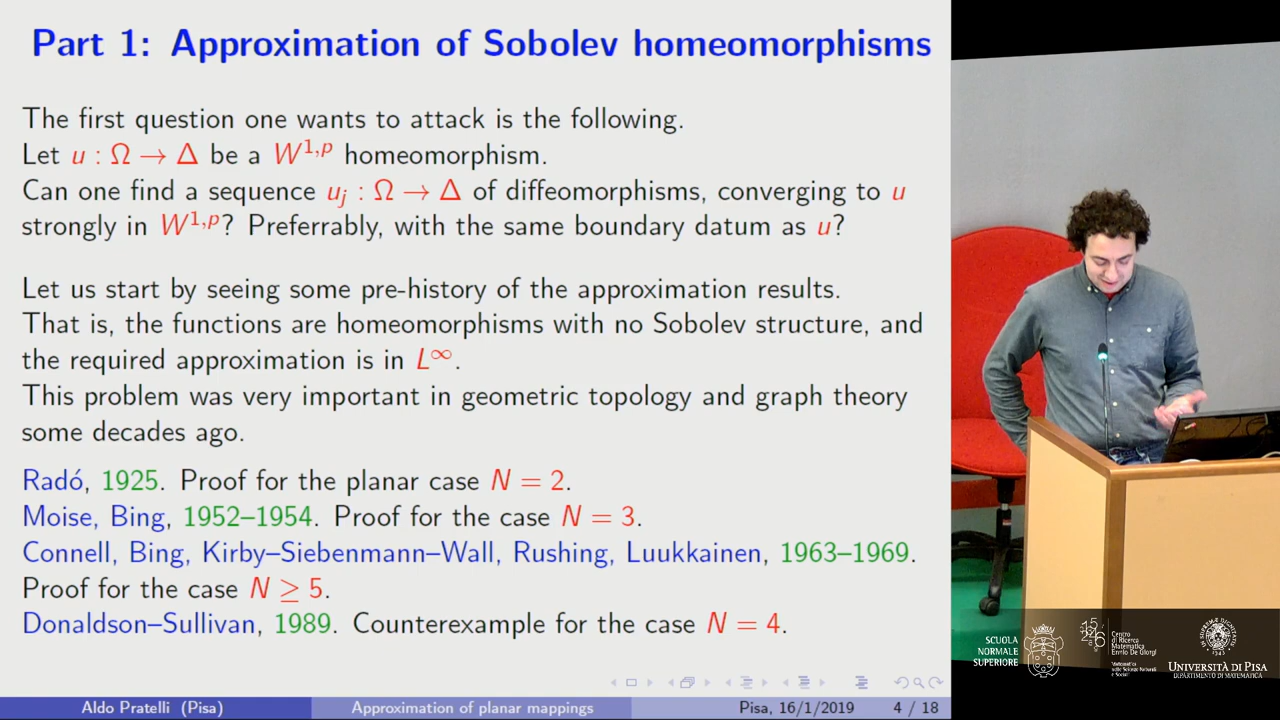 Part 1: Approximation of Sobolev homeomorphisms
The first question one wants to attack is the following.
Let u : Ω → Δ be a W^{1,p} homeomorphism.
Can one find a sequence u_j : Ω → Δ of diffeomorphisms, converging to u
strongly in W^{1,p}? Preferrably, with the same boundary datum as u?
Let us start by seeing some pre-history of the approximation results.
That is, the functions are homeomorphisms with no Sobolev structure, and
the required approximation is in L^∞.
This problem was very important in geometric topology and graph theory
some decades ago.
Radó, 1925. Proof for the planar case N = 2.
Moise, Bing, 1952–1954. Proof for the case N = 3.
Connell, Bing, Kirby–Siebenmann–Wall, Rushing, Luukkainen, 1963–1969.
Proof for the case N ≥ 5.
Donaldson–Sullivan, 1989. Counterexample for the case N = 4.
Aldo Pratelli (Pisa) Approximation of planar mappings Pisa, 16/1/2019 4 / 18
SCUOLA
NORMALE
SUPERIORE
Centro
di Ricerca
Matematica
Ennio De Giorgi
UNIVERSITÀ DI PISA
DIPARTIMENTO DI MATEMATICA